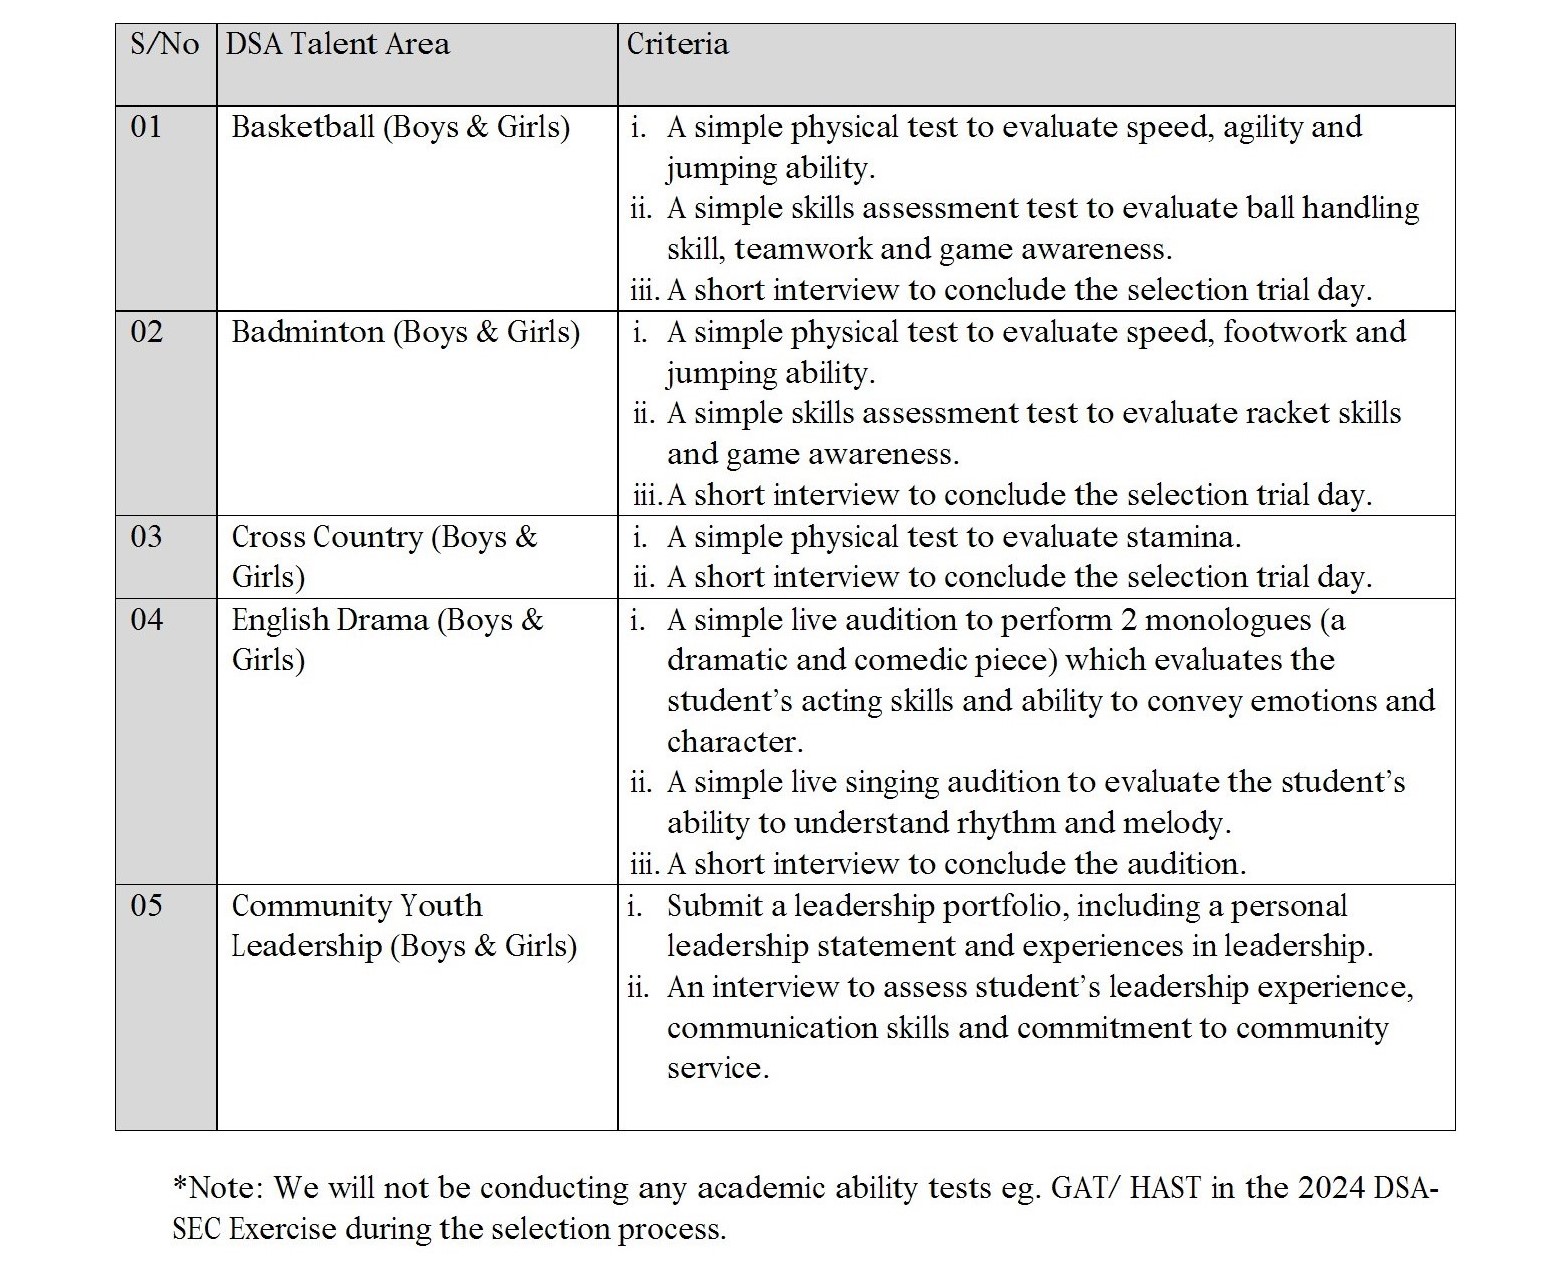 S/No DSA Talent Area Criteria
01 Basketball (Boys & Girls) i. A simple physical test to evaluate speed, agility and
jumping ability.
ii. A simple skills assessment test to evaluate ball handling
skill, teamwork and game awareness.
iii. A short interview to conclude the selection trial day.
02 Badminton (Boys & Girls) i. A simple physical test to evaluate speed, footwork and
jumping ability.
ii. A simple skills assessment test to evaluate racket skills
and game awareness.
iii. A short interview to conclude the selection trial day.
03 Cross Country (Boys & i. A simple physical test to evaluate stamina.
Girls) ii. A short interview to conclude the selection trial day.
04 English Drama (Boys & i. A simple live audition to perform 2 monologues (a
Girls) dramatic and comedic piece) which evaluates the
student’s acting skills and ability to convey emotions and
character.
ii. A simple live singing audition to evaluate the student’s
ability to understand rhythm and melody.
iii. A short interview to conclude the audition.
05 Community Youth i. Submit a leadership portfolio, including a personal
Leadership (Boys & Girls) leadership statement and experiences in leadership.
ii. An interview to assess student’s leadership experience,
communication skills and commitment to community
service.
*Note: We will not be conducting any academic ability tests eg. GAT/ HAST in the 2024 DSA-
SEC Exercise during the selection process.